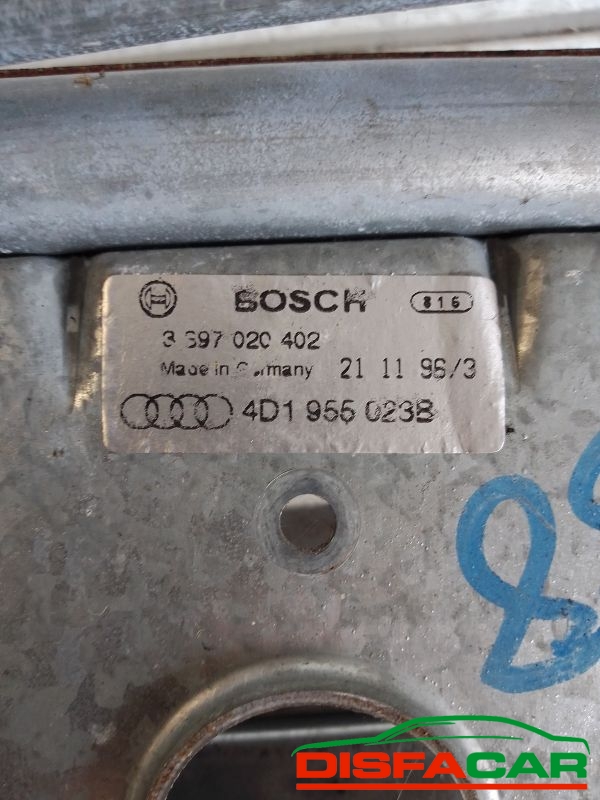 BOSCH 816
3 397 020 402
Made in Germany 21 11 96/3
4D1 955 023B
DISFACAR